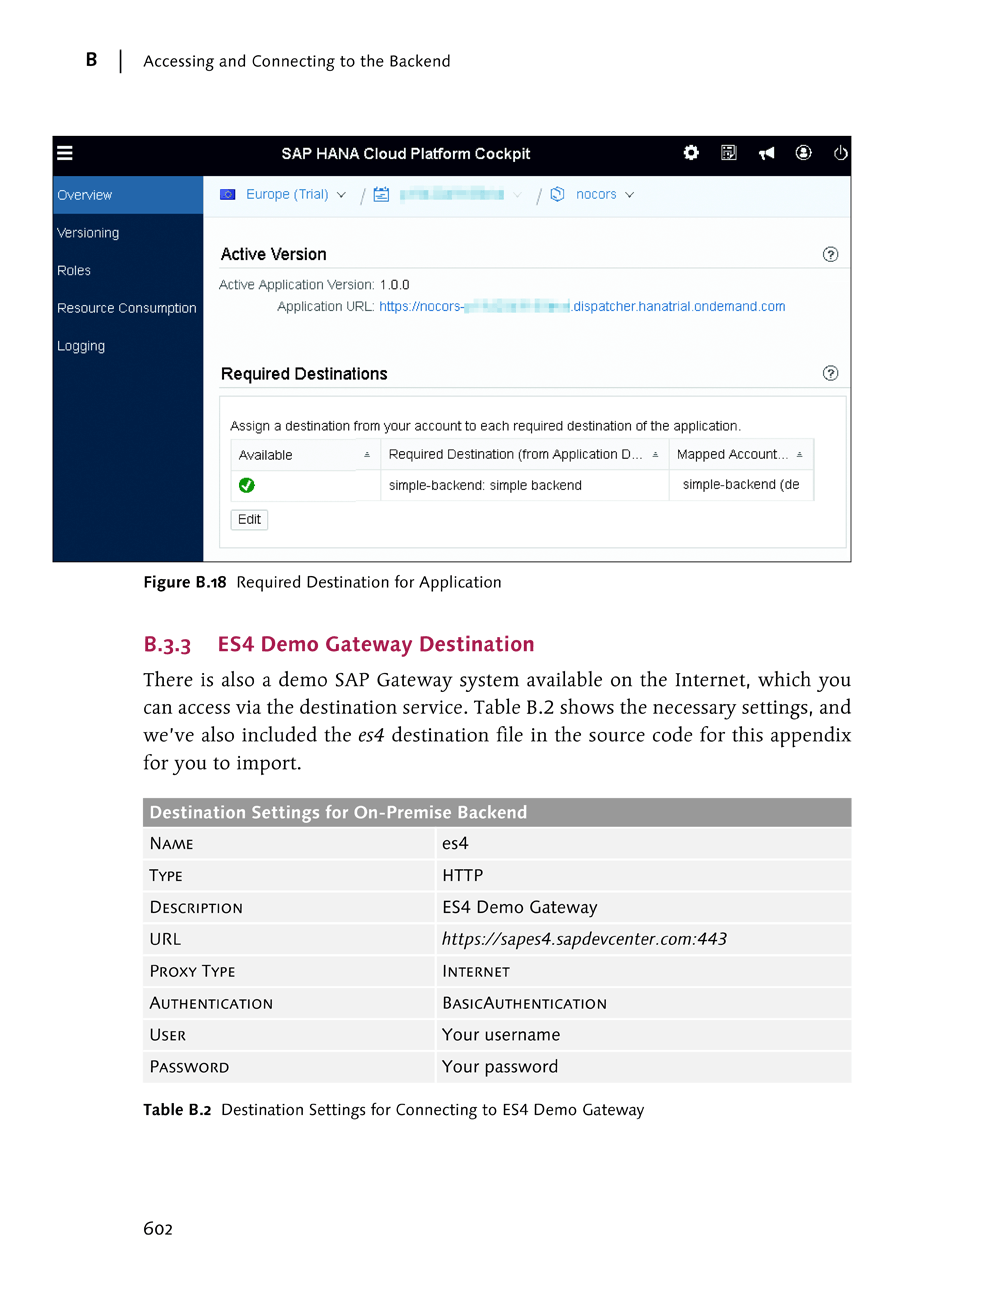 B | Accessing and Connecting to the Backend
SAP HANA Cloud Platform Cockpit
Overview
Versioning
Roles
Resource Consumption
Logging
Europe (Trial) / / nocors
Active Version
Active Application Version: 1.0.0
Application URL: https://nocors- .dispatcher.hanatrial.ondemand.com
Required Destinations
Assign a destination from your account to each required destination of the application.
Available Required Destination (from Application D... Mapped Account...
simple-backend: simple backend simple-backend (de
Edit
Figure B.18 Required Destination for Application
B.3.3 ES4 Demo Gateway Destination
There is also a demo SAP Gateway system available on the Internet, which you
can access via the destination service. Table B.2 shows the necessary settings, and
we've also included the es4 destination file in the source code for this appendix
for you to import.
Destination Settings for On-Premise Backend
NAME es4
TYPE HTTP
DESCRIPTION ES4 Demo Gateway
URL https://sapes4.sapdevcenter.com:443
PROXY TYPE INTERNET
AUTHENTICATION BASICAUTHENTICATION
USER Your username
PASSWORD Your password
Table B.2 Destination Settings for Connecting to ES4 Demo Gateway
602